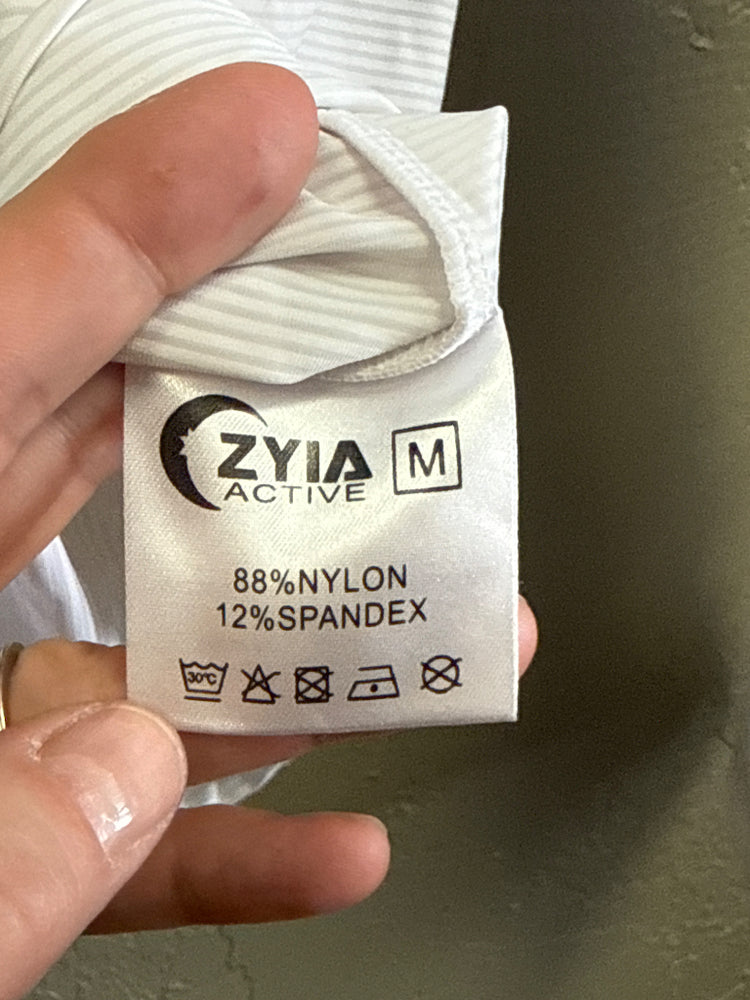 ZYIA
ACTIVE
M
88%NYLON
12%SPANDEX
30°C